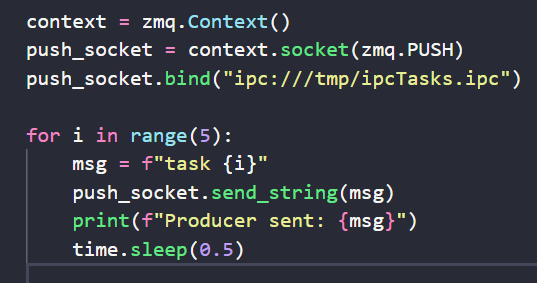 context = zmq.Context()
push_socket = context.socket(zmq.PUSH)
push_socket.bind("ipc:///tmp/ipcTasks.ipc")
for i in range(5):
    msg = f"task {i}"
    push_socket.send_string(msg)
    print(f"Producer sent: {msg}")
    time.sleep(0.5)